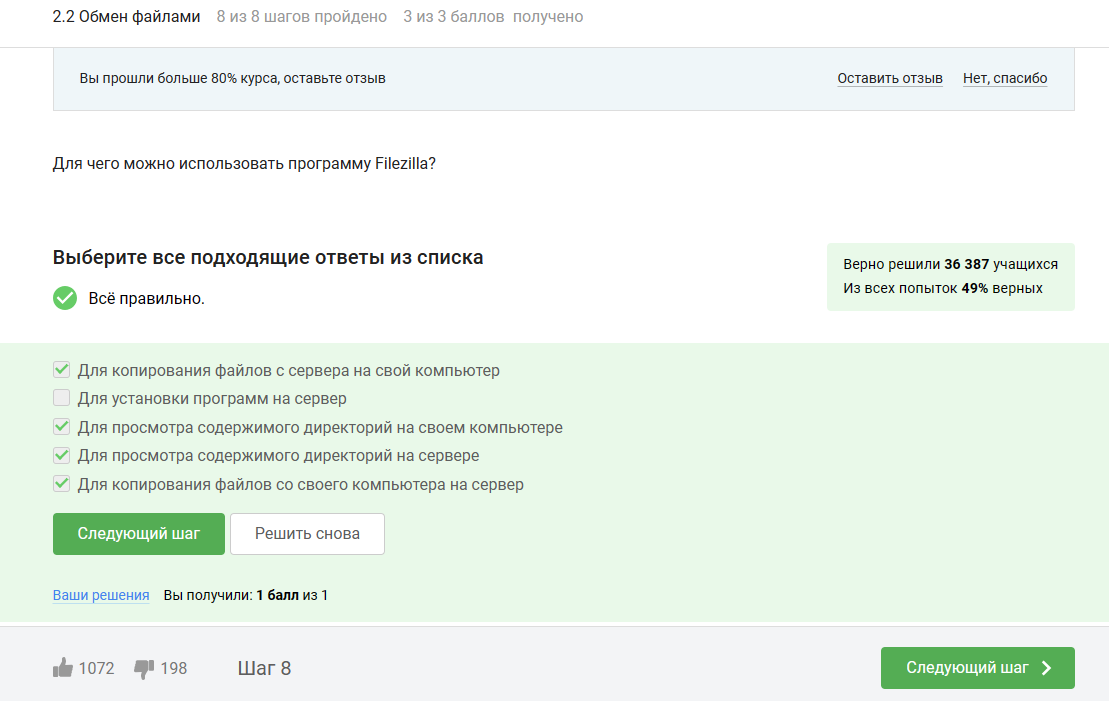 2.2 Обмен файлами 8 из 8 шагов пройдено 3 из 3 баллов получено
Вы прошли больше 80% курса, оставьте отзыв Оставить отзыв Нет, спасибо
Для чего можно использовать программу Filezilla?
Выберите все подходящие ответы из списка
Верно решили 36 387 учащихся
Из всех попыток 49% верных
Всё правильно.
Для копирования файлов с сервера на свой компьютер
Для установки программ на сервер
Для просмотра содержимого директорий на своем компьютере
Для просмотра содержимого директорий на сервере
Для копирования файлов со своего компьютера на сервер
Следующий шаг Решить снова
Ваши решения Вы получили: 1 балл из 1
1072 198 Шаг 8 Следующий шаг